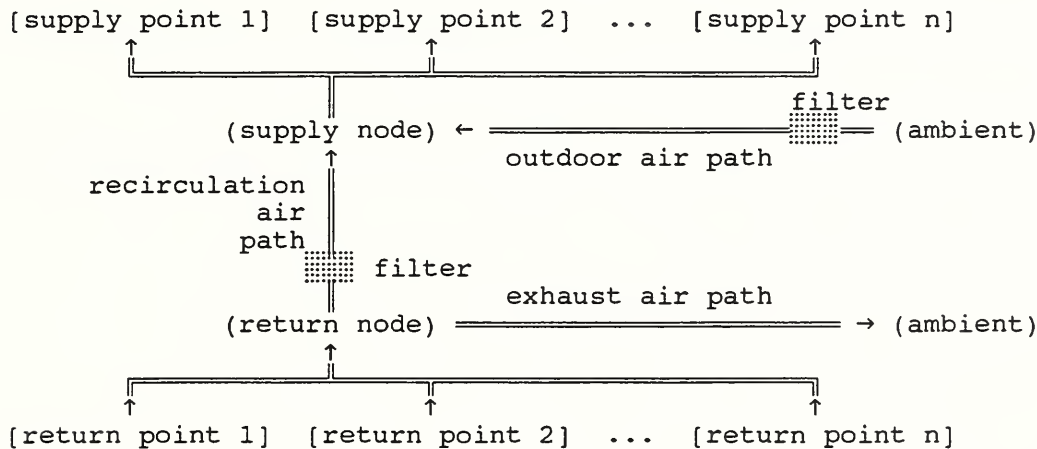 [supply point 1] [supply point 2] ... [supply point n]
filter
(supply node) ← (ambient)
outdoor air path
recirculation
air
path
filter
exhaust air path
(return node) → (ambient)
[return point 1] [return point 2] ... [return point n]